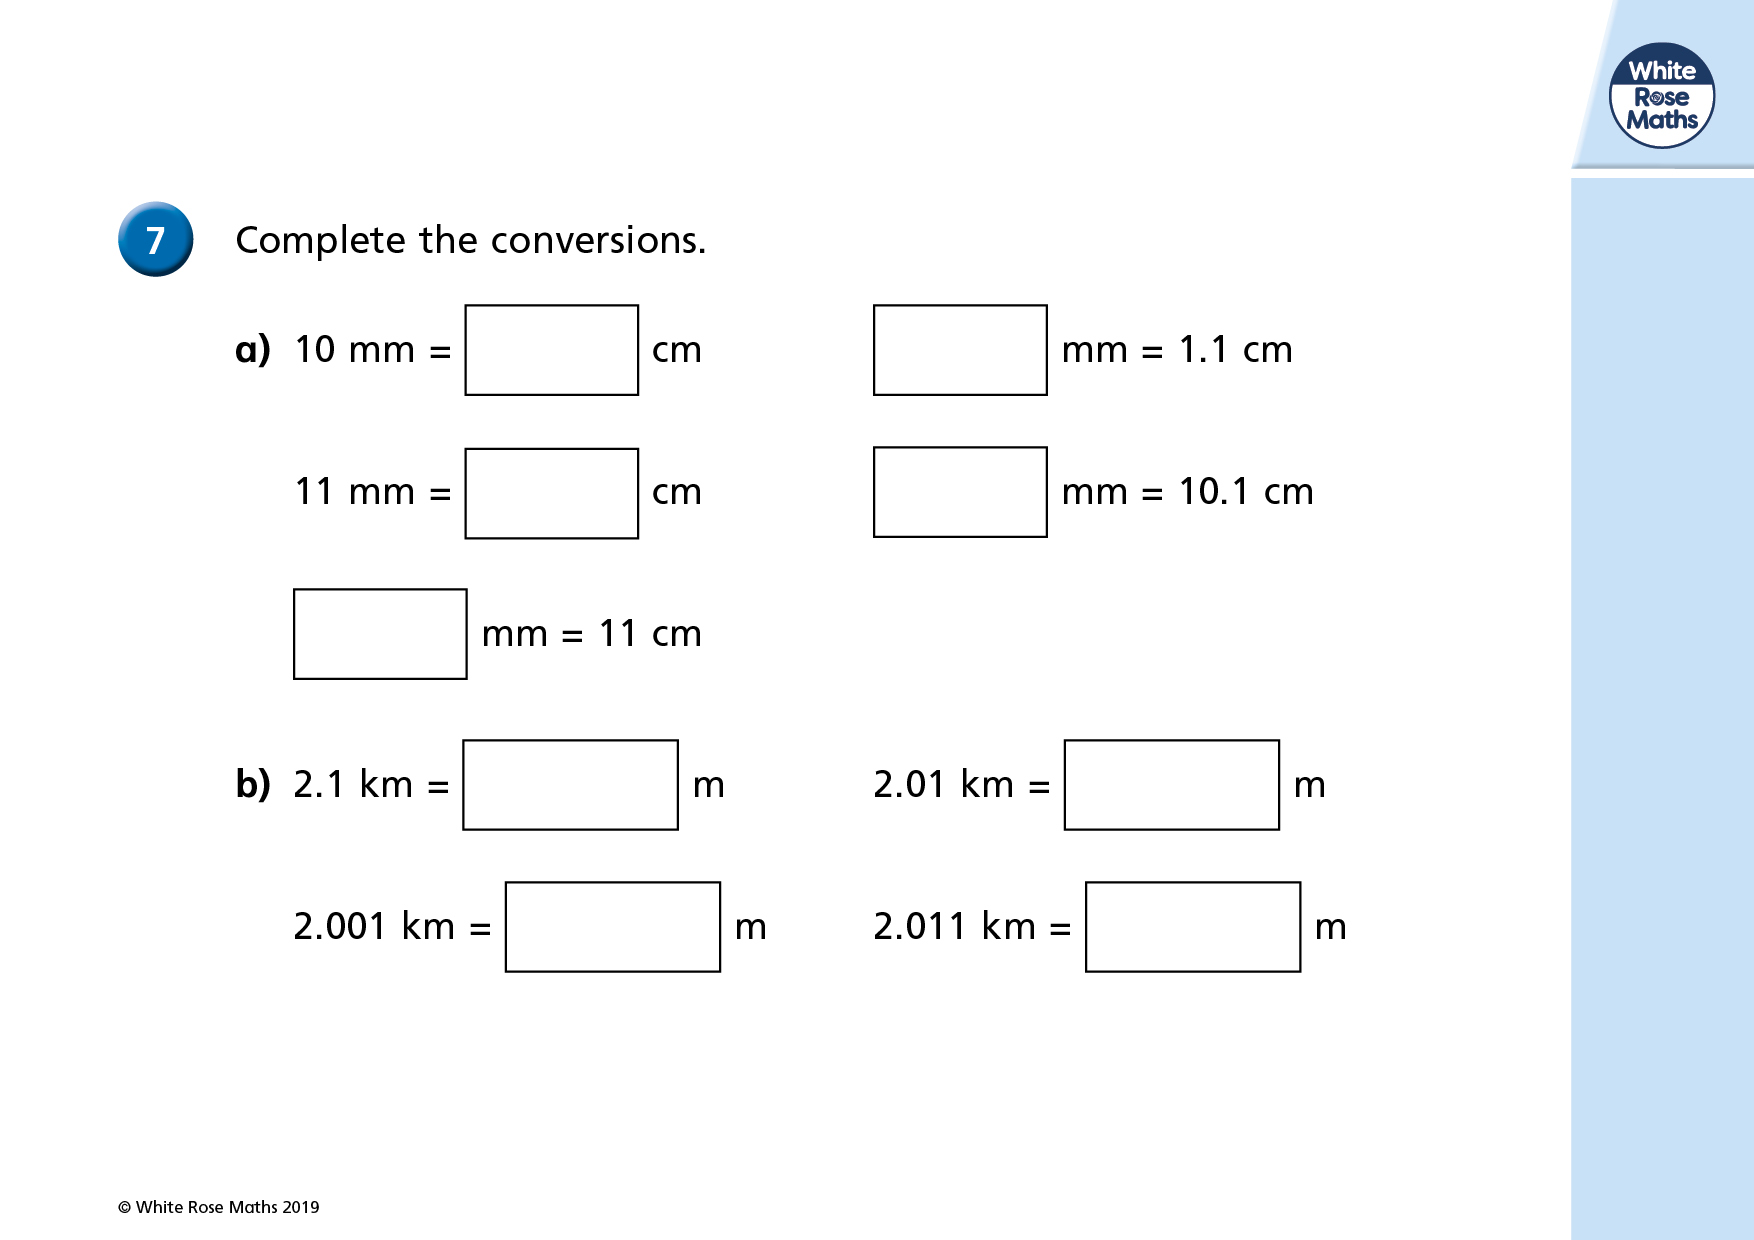 White
Rose
Maths
7 Complete the conversions.
a) 10 mm = cm
mm = 1.1 cm
11 mm = cm
mm = 10.1 cm
mm = 11 cm
b) 2.1 km = m
2.01 km = m
2.001 km = m
2.011 km = m
© White Rose Maths 2019